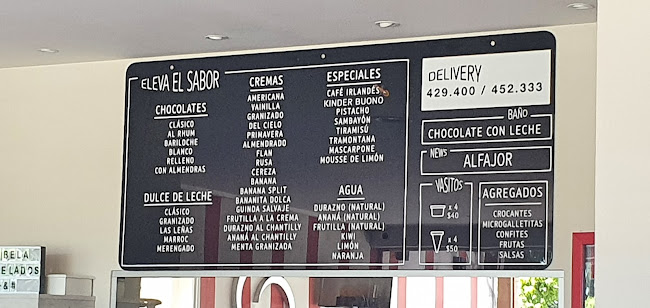 ELEVA EL SABOR
CHOCOLATES
CLÁSICO
AL RHUM
BARILOCHE
BLANCO
RELLENO
CON ALMENDRAS
DULCE DE LECHE
CLÁSICO
GRANIZADO
LAS LEÑAS
MARROC
MERENGADO
CREMAS
AMERICANA
VAINILLA
GRANIZADO
DEL CIELO
PRIMAVERA
ALMENDRADO
FLAN
RUSA
CEREZA
BANANA
BANANA SPLIT
BANANITA DOLCA
GUINDA SALVAJE
FRUTILLA A LA CREMA
DURAZNO AL CHANTILLY
ANANÁ AL CHANTILLY
MENTA GRANIZADA
ESPECIALES
CAFÉ IRLANDÉS
KINDER BUONO
PISTACHO
SAMBAYÓN
TIRAMISÚ
TRAMONTANA
MASCARPONE
MOUSSE DE LIMÓN
AGUA
DURAZNO (NATURAL)
ANANÁ (NATURAL)
FRUTILLA (NATURAL)
KIWI
LIMÓN
NARANJA
DELIVERY
429.400 / 452.333
BAÑO
CHOCOLATE CON LECHE
NEWS
ALFAJOR
VASITOS
x 4
$40
x 4
$50
AGREGADOS
CROCANTES
MICROGALLETITAS
CONFITES
FRUTAS
SALSAS
RELA
ELADOS